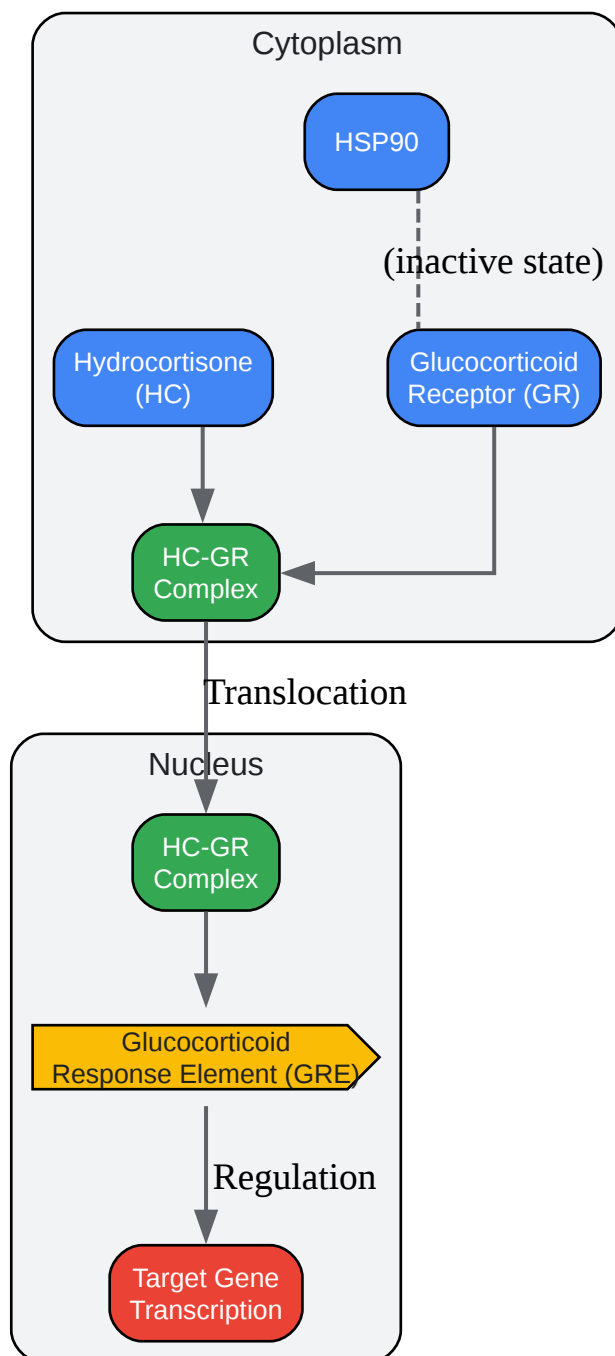 Cytoplasm
HSP90
(inactive state)
Hydrocortisone
(HC)
Glucocorticoid
Receptor (GR)
HC-GR
Complex
Translocation
Nucleus
HC-GR
Complex
Glucocorticoid
Response Element (GRE)
Regulation
Target Gene
Transcription